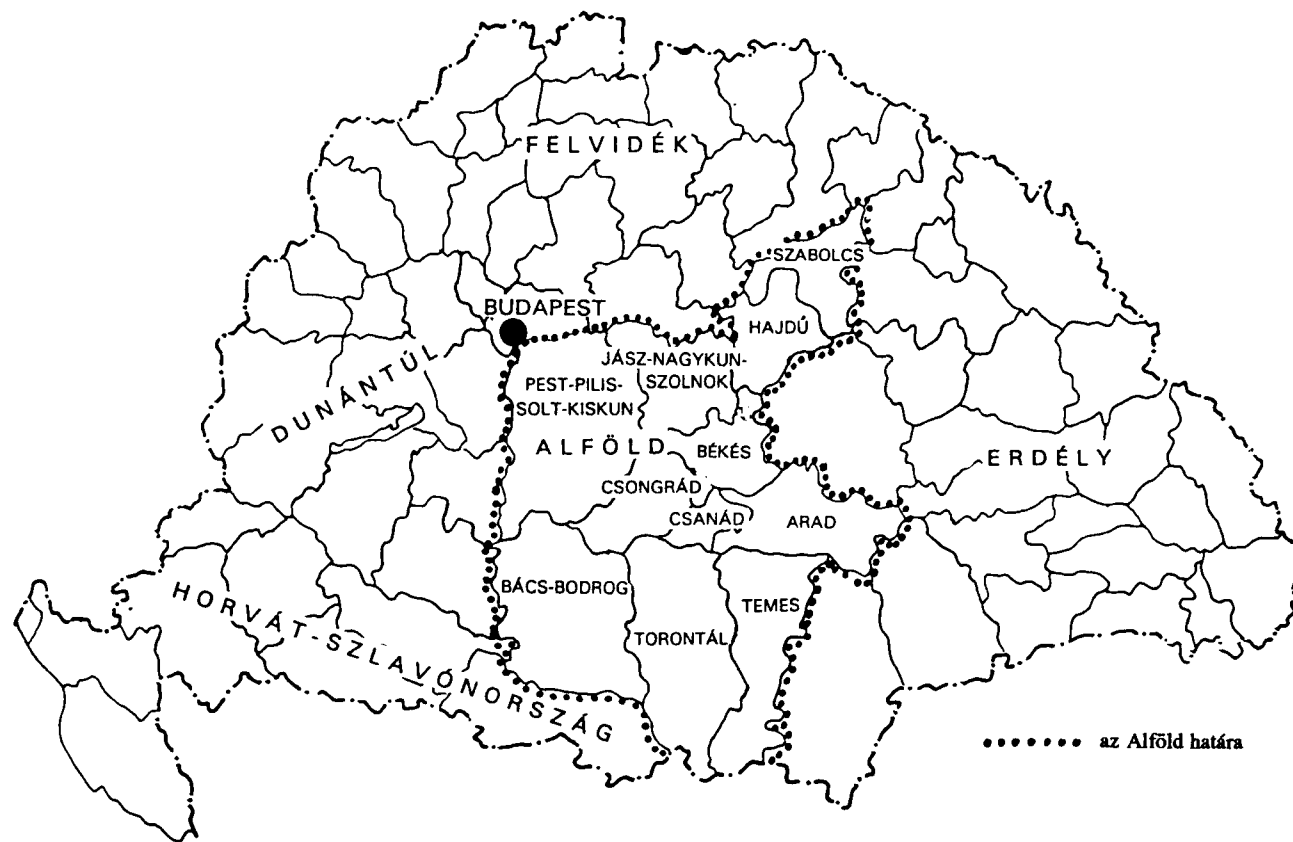 FELVIDÉK
SZABOLCS
BUDAPEST
HAJDÚ
DUNÁNTÚL
JÁSZ-NAGYKUN-
SZOLNOK
PEST-PILIS-
SOLT-KISKUN
ALFÖLD
BÉKÉS
ERDÉLY
CSONGRÁD
CSANÁD
ARAD
BÁCS-BODROG
TEMES
HORVÁT-SZLAVÓNORSZÁG
TORONTÁL
az Alföld határa